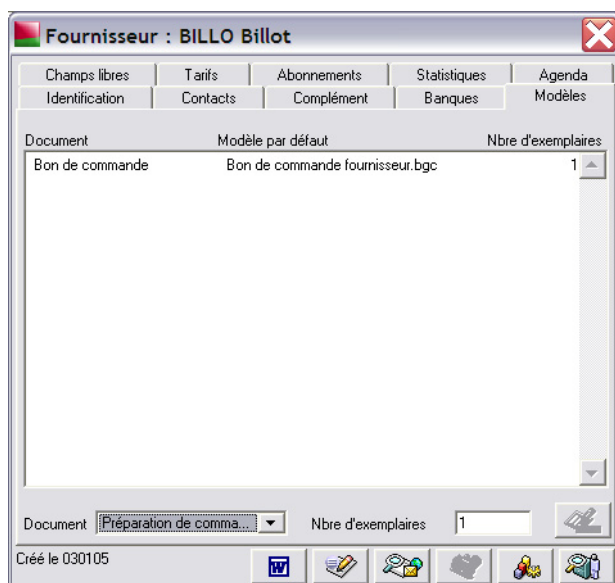 Fournisseur : BILLO Billot
Champs libres Tarifs Abonnements Statistiques Agenda
Identification Contacts Complément Banques Modèles
Document Modèle par défaut Nbre d'exemplaires
Bon de commande Bon de commande fournisseur.bgc 1
Document Préparation de comma... Nbre d'exemplaires 1
Créé le 030105
W